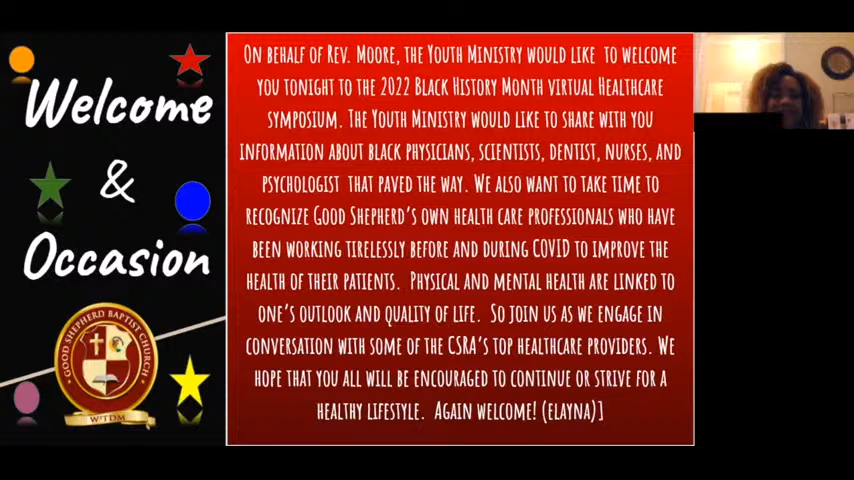 Welcome
&
Occasion
GOOD SHEPHERD BAPTIST CHURCH
WTDM
On behalf of Rev. Moore, the Youth Ministry would like to welcome
you tonight to the 2022 Black History Month virtual Healthcare
symposium. The Youth Ministry would like to share with you
information about black physicians, scientists, dentist, nurses, and
psychologist that paved the way. We also want to take time to
recognize Good Shepherd's own health care professionals who have
been working tirelessly before and during COVID to improve the
health of their patients. Physical and mental health are linked to
one's outlook and quality of life. So join us as we engage in
conversation with some of the CSRA's top healthcare providers. We
hope that you all will be encouraged to continue or strive for a
healthy lifestyle. Again welcome! (elayna)]